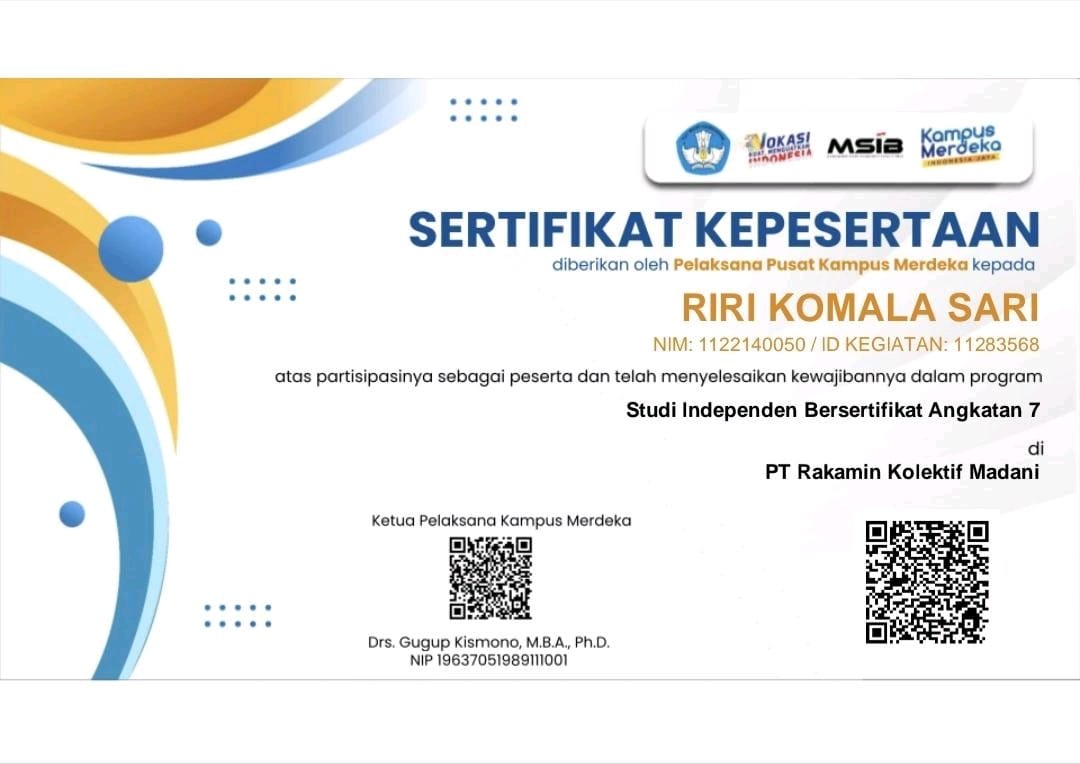 VOKASI
KUAT, MENGUATKAN
INDONESIA
MSIB
Kampus
Merdeka
INDONESIA JAYA
SERTIFIKAT KEPESERTAAN
diberikan oleh Pelaksana Pusat Kampus Merdeka kepada
RIRI KOMALA SARI
NIM: 1122140050 / ID KEGIATAN: 11283568
atas partisipasinya sebagai peserta dan telah menyelesaikan kewajibannya dalam program
Studi Independen Bersertifikat Angkatan 7
di
PT Rakamin Kolektif Madani
Ketua Pelaksana Kampus Merdeka
Drs. Gugup Kismono, M.B.A., Ph.D.
NIP 19637051989111001